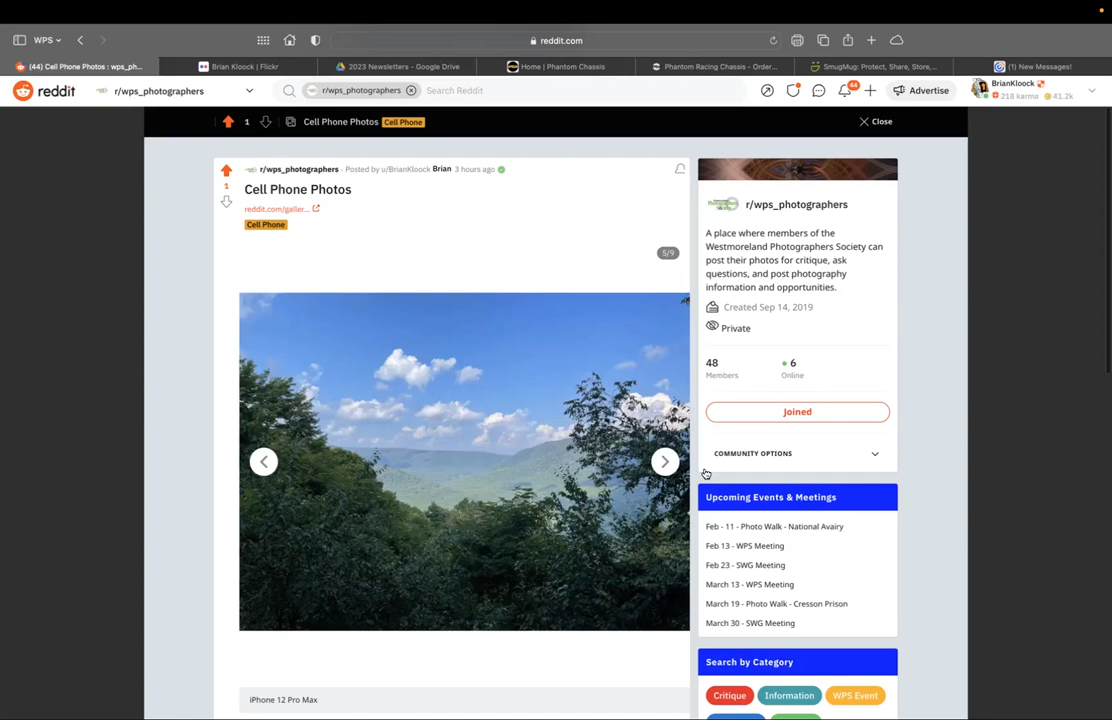 WPS
reddit.com
(44) Cell Phone Photos : wps_ph...
Brian Kloock | Flickr
2023 Newsletters - Google Drive
Home | Phantom Chassis
Phantom Racing Chassis - Order...
SmugMug: Protect, Share, Store,...
(1) New Messages!
reddit
r/wps_photographers
r/wps_photographers
Search Reddit
44
Advertise
BrianKloock
218 karma
41.2k
1
Cell Phone Photos
Cell Phone
Close
r/wps_photographers · Posted by u/BrianKloock Brian 3 hours ago
1
Cell Phone Photos
reddit.com/galler...
Cell Phone
5/9
iPhone 12 Pro Max
r/wps_photographers
A place where members of the
Westmoreland Photographers Society can
post their photos for critique, ask
questions, and post photography
information and opportunities.
Created Sep 14, 2019
Private
48
Members
6
Online
Joined
COMMUNITY OPTIONS
Upcoming Events & Meetings
Feb - 11 - Photo Walk - National Avairy
Feb 13 - WPS Meeting
Feb 23 - SWG Meeting
March 13 - WPS Meeting
March 19 - Photo Walk - Cresson Prison
March 30 - SWG Meeting
Search by Category
Critique
Information
WPS Event